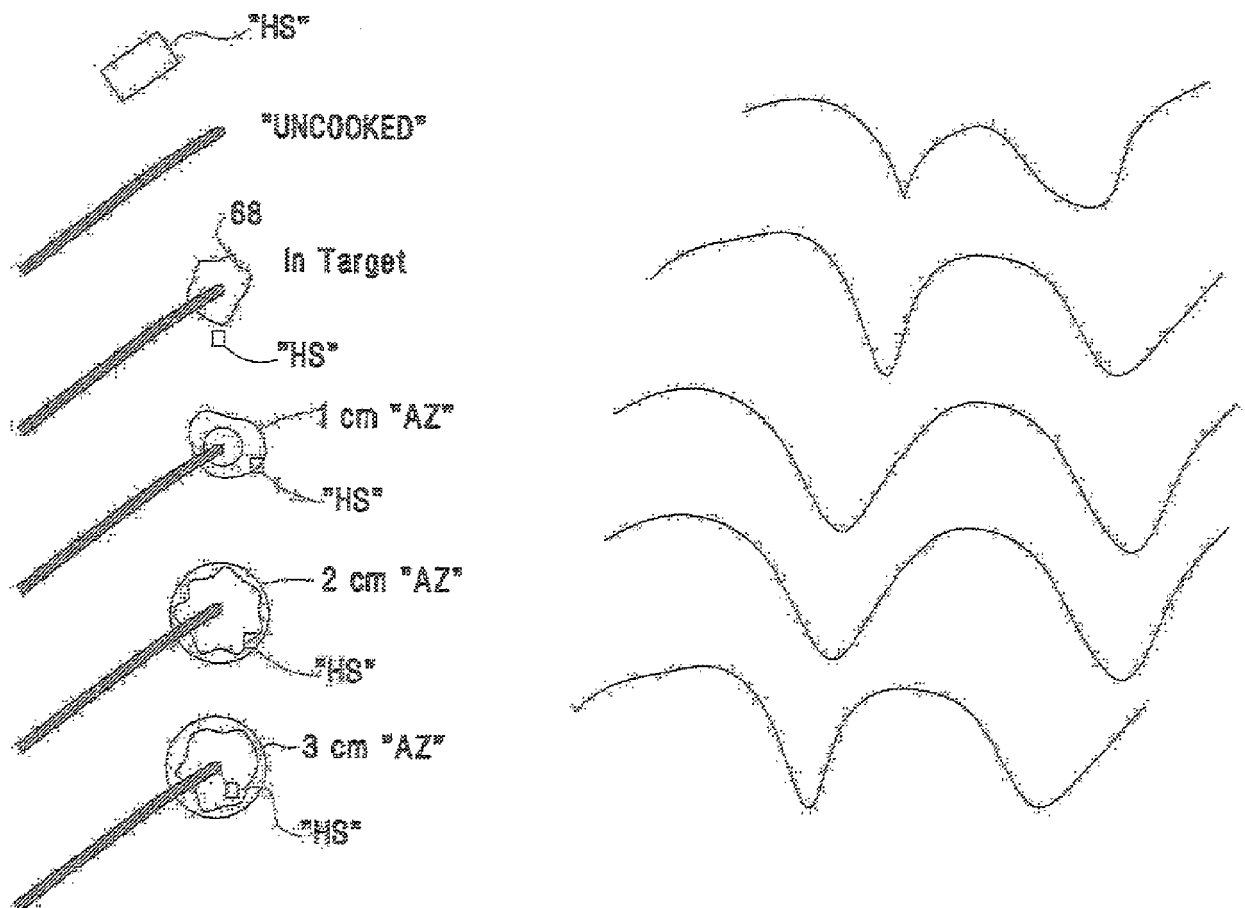 "HS"
"UNCOOKED"
68
In Target
"HS"
1 cm "AZ"
"HS"
2 cm "AZ"
"HS"
3 cm "AZ"
"HS"